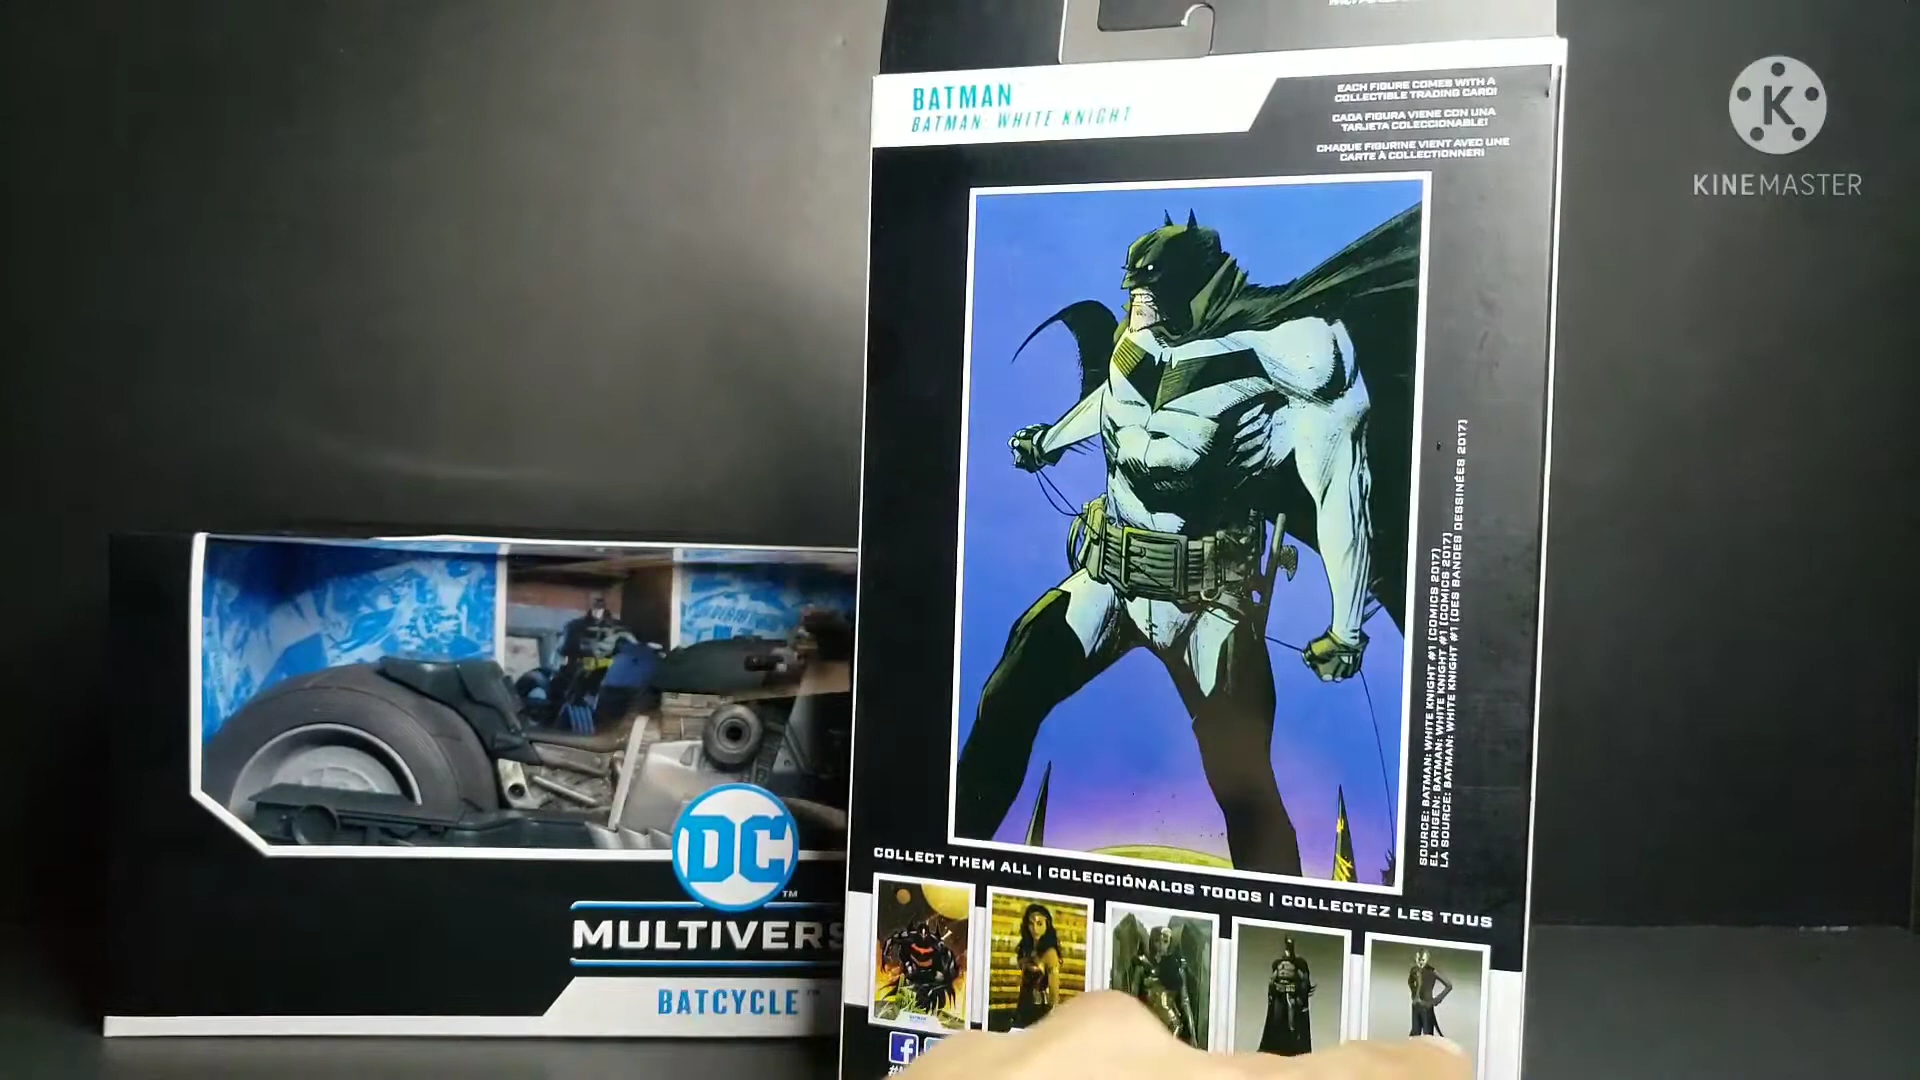 BATMAN
BATMAN: WHITE KNIGHT
EACH FIGURE COMES WITH A
COLLECTIBLE TRADING CARD!
CADA FIGURA VIENE CON UNA
TARJETA COLECCIONABLE!
CHAQUE FIGURINE VIENT AVEC UNE
CARTE À COLLECTIONNER!
K
KINEMASTER
SOURCE: BATMAN: WHITE KNIGHT #1 (COMICS 2017)
EL ORIGEN: BATMAN: WHITE KNIGHT #1 (COMICS 2017)
LA SOURCE: BATMAN: WHITE KNIGHT #1 (DES BANDES DESSINÉES 2017)
COLLECT THEM ALL | COLECCIÓNALOS TODOS | COLLECTEZ LES TOUS
DC™
MULTIVERS
BATCYCLE™
f